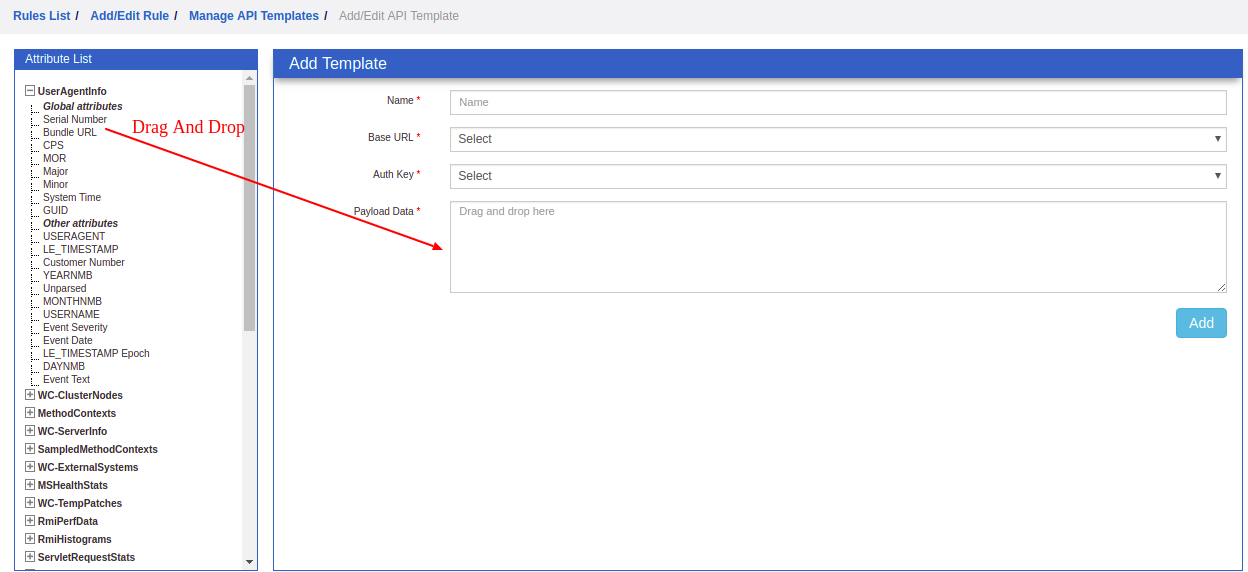 Rules List / Add/Edit Rule / Manage API Templates / Add/Edit API Template
Attribute List
UserAgentInfo
Global attributes
Serial Number
Bundle URL
CPS
MOR
Major
Minor
System Time
GUID
Other attributes
USERAGENT
LE_TIMESTAMP
Customer Number
YEARNMB
Unparsed
MONTHNMB
USERNAME
Event Severity
Event Date
LE_TIMESTAMP Epoch
DAYNMB
Event Text
WC-ClusterNodes
MethodContexts
WC-ServerInfo
SampledMethodContexts
WC-ExternalSystems
MSHealthStats
WC-TempPatches
RmiPerfData
RmiHistograms
ServletRequestStats
Drag And Drop
Add Template
Name * Name
Base URL * Select
Auth Key * Select
Payload Data * Drag and drop here
Add